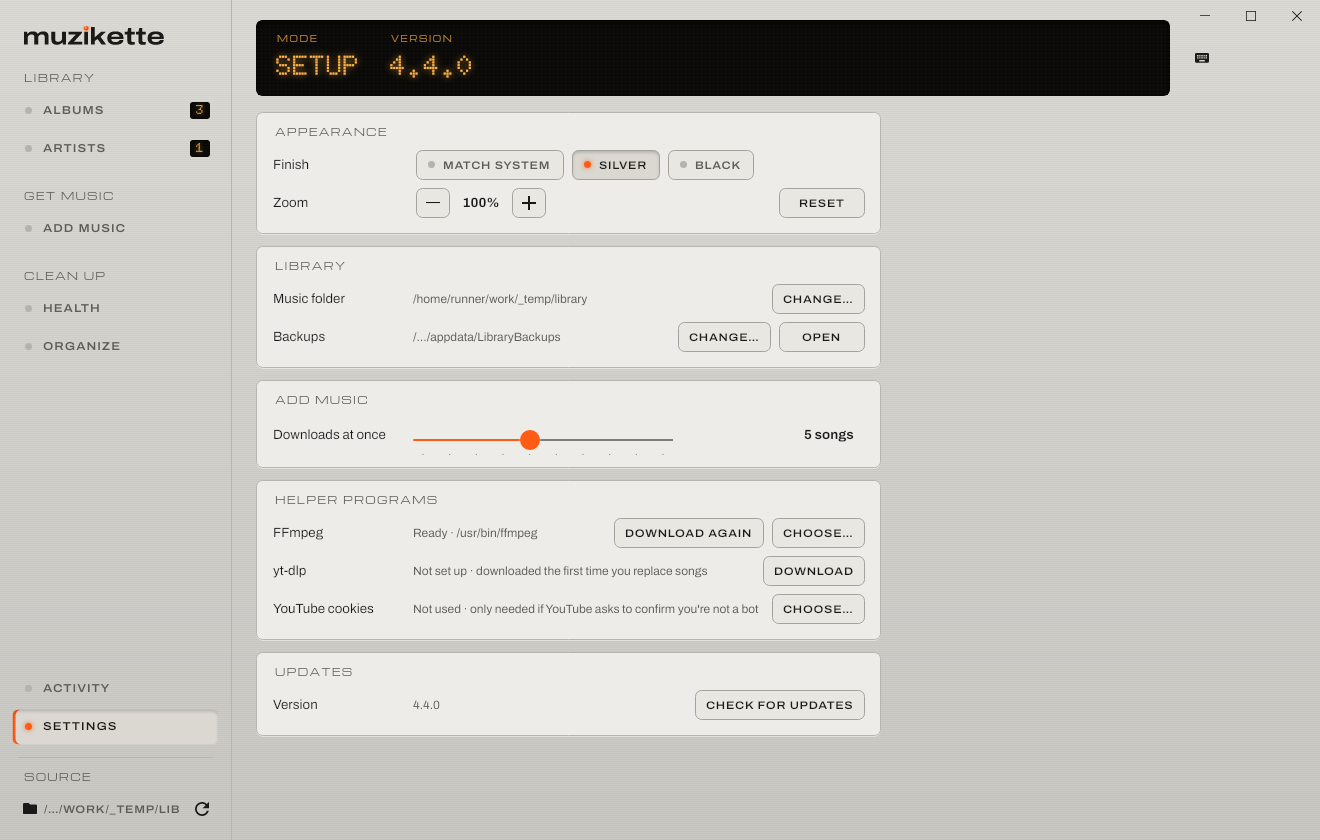 muzikette
LIBRARY
ALBUMS 3
ARTISTS 1
GET MUSIC
ADD MUSIC
CLEAN UP
HEALTH
ORGANIZE
ACTIVITY
SETTINGS
SOURCE
/.../WORK/_TEMP/LIB
MODE VERSION
SETUP 4.4.0
APPEARANCE
Finish MATCH SYSTEM SILVER BLACK
Zoom 100% RESET
LIBRARY
Music folder /home/runner/work/_temp/library CHANGE...
Backups /.../appdata/LibraryBackups CHANGE... OPEN
ADD MUSIC
Downloads at once 5 songs
HELPER PROGRAMS
FFmpeg Ready · /usr/bin/ffmpeg DOWNLOAD AGAIN CHOOSE...
yt-dlp Not set up · downloaded the first time you replace songs DOWNLOAD
YouTube cookies Not used · only needed if YouTube asks to confirm you're not a bot CHOOSE...
UPDATES
Version 4.4.0 CHECK FOR UPDATES